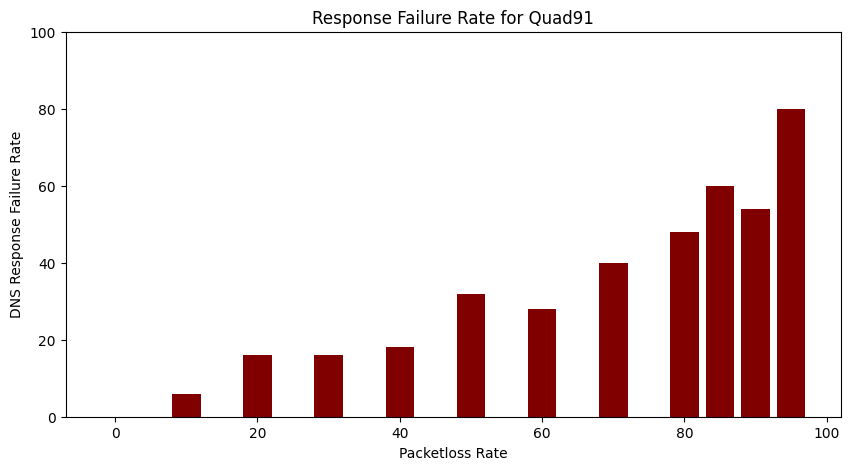 Response Failure Rate for Quad91
100
80
60
40
20
0
DNS Response Failure Rate
0 20 40 60 80 100
Packetloss Rate